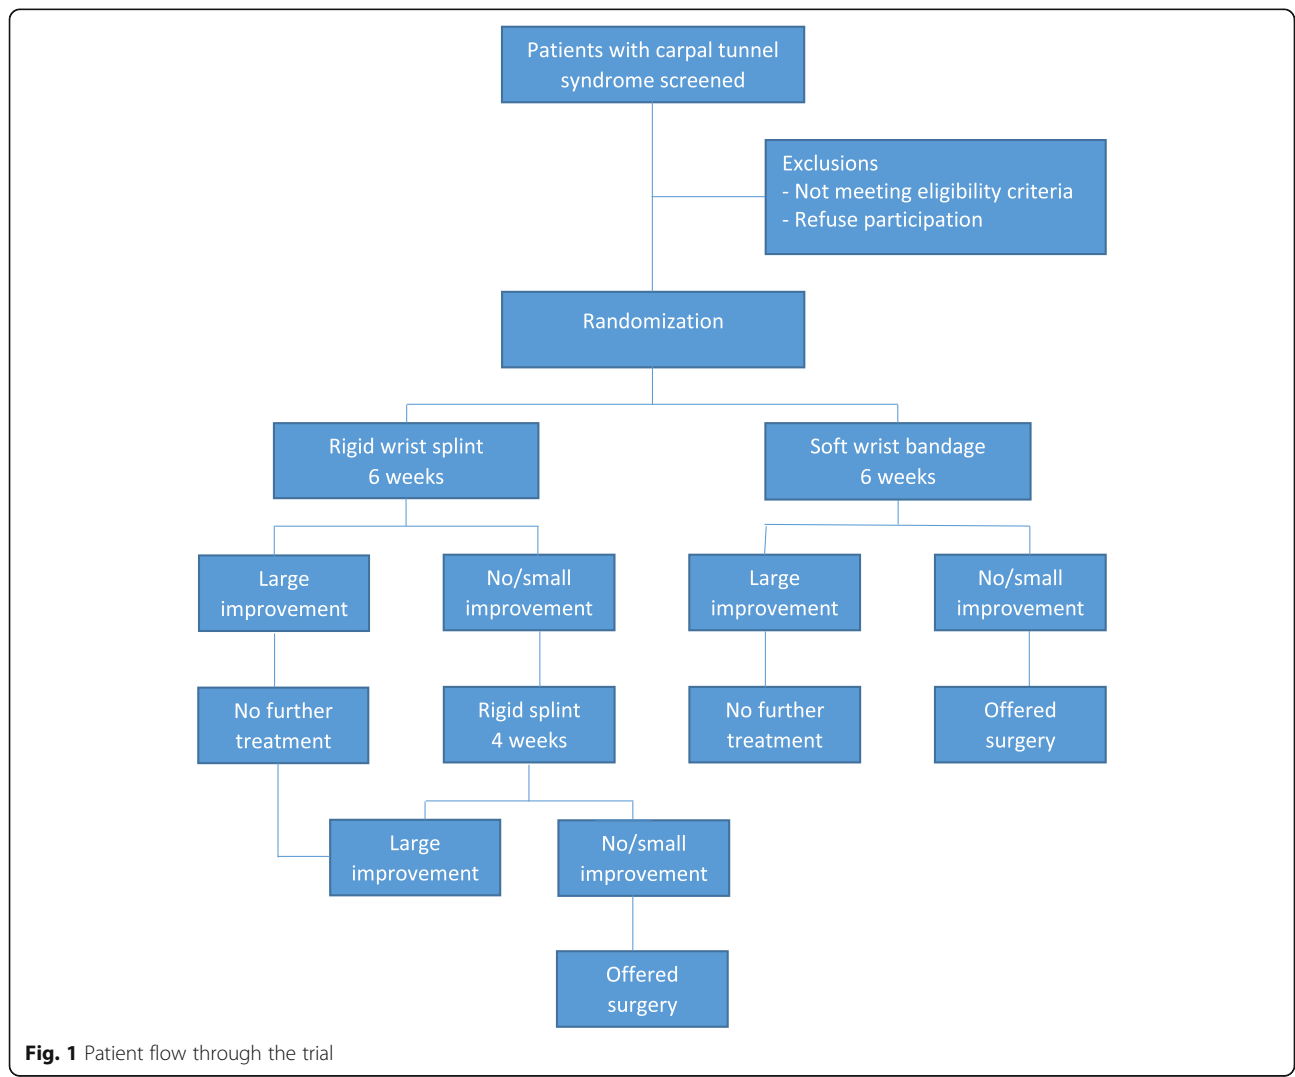 Patients with carpal tunnel
syndrome screened
Exclusions
- Not meeting eligibility criteria
- Refuse participation
Randomization
Rigid wrist splint
6 weeks
Soft wrist bandage
6 weeks
Large
improvement
No/small
improvement
Large
improvement
No/small
improvement
No further
treatment
Rigid splint
4 weeks
No further
treatment
Offered
surgery
Large
improvement
No/small
improvement
Offered
surgery
Fig. 1 Patient flow through the trial